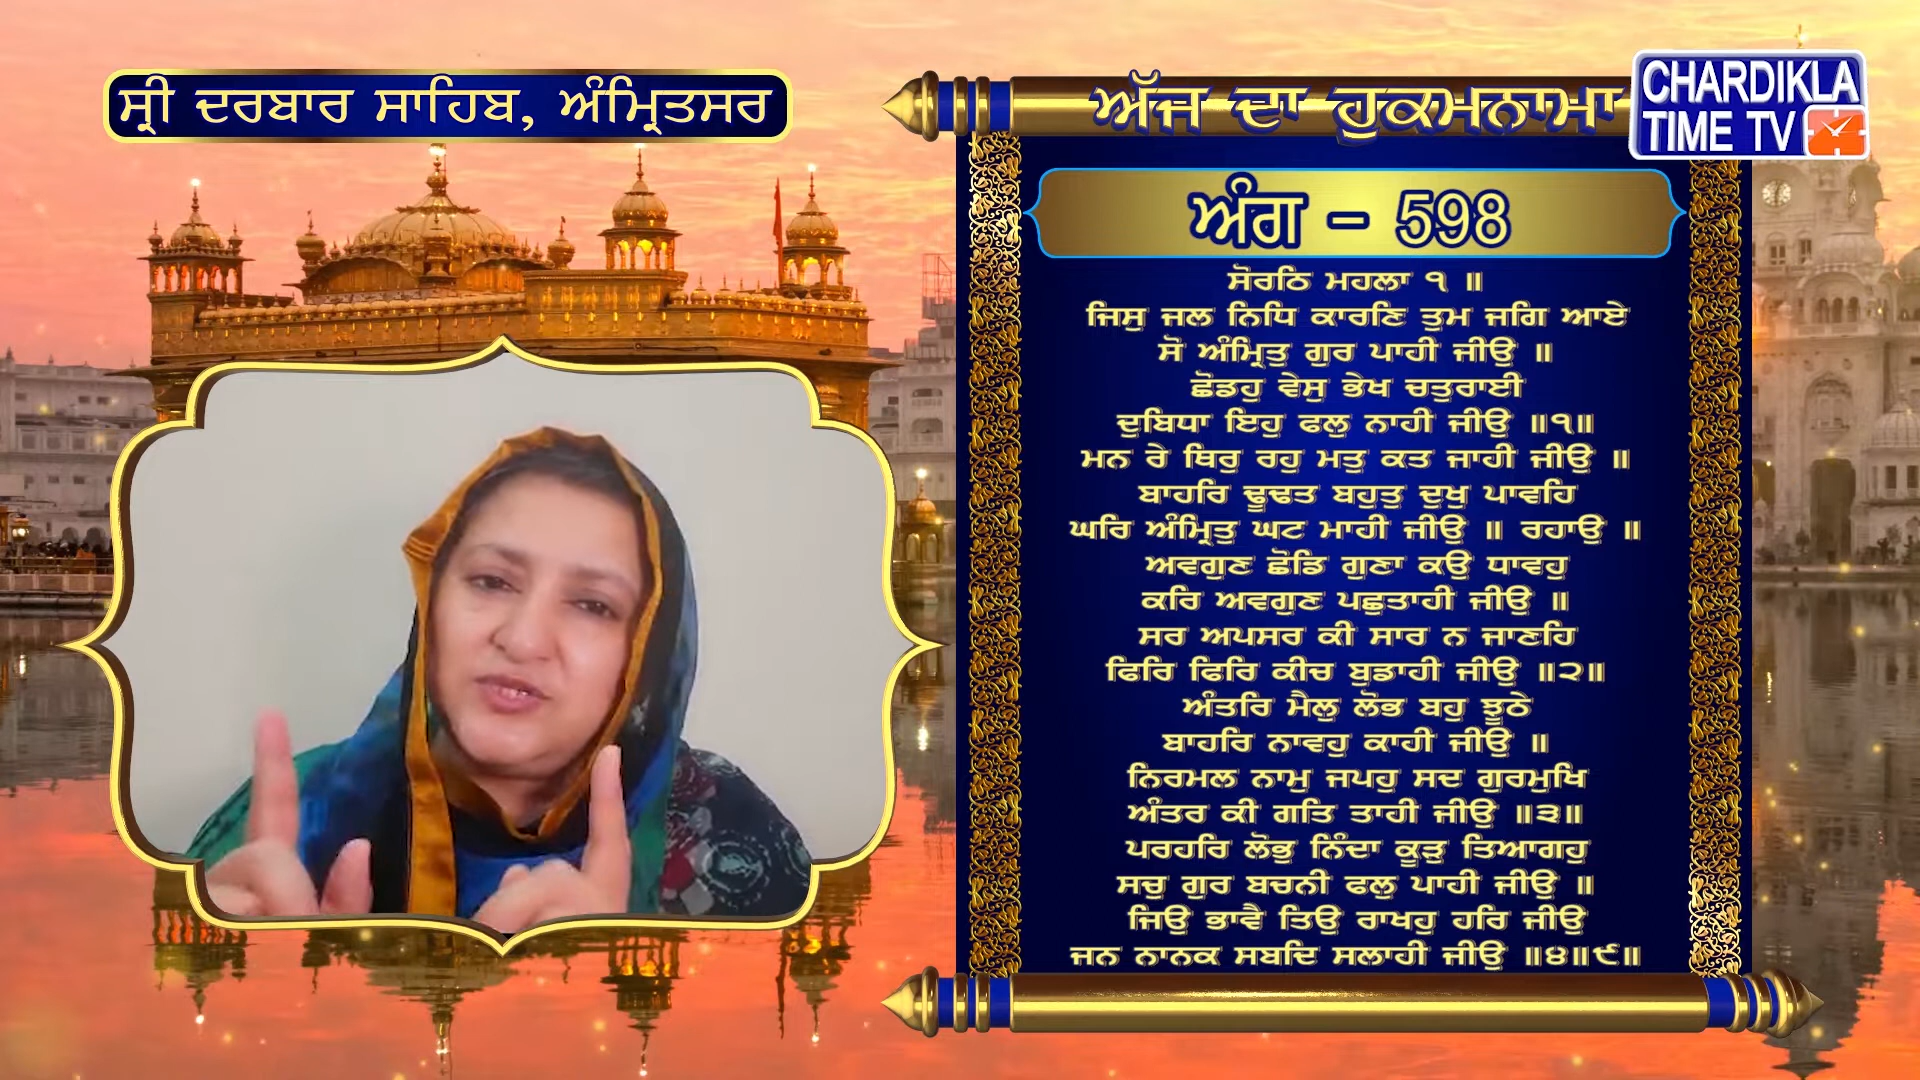 ਸ੍ਰੀ ਦਰਬਾਰ ਸਾਹਿਬ, ਅੰਮ੍ਰਿਤਸਰ
ਅੱਜ ਦਾ ਹੁਕਮਨਾਮਾ
CHARDIKLA
TIME TV
ਅੰਗ - 598
ਸੋਰਠਿ ਮਹਲਾ ੧ ॥
ਜਿਸੁ ਜਲ ਨਿਧਿ ਕਾਰਣਿ ਤੁਮ ਜਗਿ ਆਏ
ਸੋ ਅੰਮ੍ਰਿਤੁ ਗੁਰ ਪਾਹੀ ਜੀਉ ॥
ਛੋਡਹੁ ਵੇਸੁ ਭੇਖ ਚਤੁਰਾਈ
ਦੁਬਿਧਾ ਇਹੁ ਫਲੁ ਨਾਹੀ ਜੀਉ ॥੧॥
ਮਨ ਰੇ ਥਿਰੁ ਰਹੁ ਮਤੁ ਕਤ ਜਾਹੀ ਜੀਉ ॥
ਬਾਹਰਿ ਢੂਢਤ ਬਹੁਤੁ ਦੁਖੁ ਪਾਵਹਿ
ਘਰਿ ਅੰਮ੍ਰਿਤੁ ਘਟ ਮਾਹੀ ਜੀਉ ॥ ਰਹਾਉ ॥
ਅਵਗੁਣ ਛੋਡਿ ਗੁਣਾ ਕਉ ਧਾਵਹੁ
ਕਰਿ ਅਵਗੁਣ ਪਛੁਤਾਹੀ ਜੀਉ ॥
ਸਰ ਅਪਸਰ ਕੀ ਸਾਰ ਨ ਜਾਣਹਿ
ਫਿਰਿ ਫਿਰਿ ਕੀਚ ਬੁਡਾਹੀ ਜੀਉ ॥੨॥
ਅੰਤਰਿ ਮੈਲੁ ਲੋਭ ਬਹੁ ਝੂਠੇ
ਬਾਹਰਿ ਨਾਵਹੁ ਕਾਹੀ ਜੀਉ ॥
ਨਿਰਮਲ ਨਾਮੁ ਜਪਹੁ ਸਦ ਗੁਰਮੁਖਿ
ਅੰਤਰ ਕੀ ਗਤਿ ਤਾਹੀ ਜੀਉ ॥੩॥
ਪਰਹਰਿ ਲੋਭੁ ਨਿੰਦਾ ਕੂੜੁ ਤਿਆਗਹੁ
ਸਚੁ ਗੁਰ ਬਚਨੀ ਫਲੁ ਪਾਹੀ ਜੀਉ ॥
ਜਿਉ ਭਾਵੈ ਤਿਉ ਰਾਖਹੁ ਹਰਿ ਜੀਉ
ਜਨ ਨਾਨਕ ਸਬਦਿ ਸਲਾਹੀ ਜੀਉ ॥੪॥੯॥